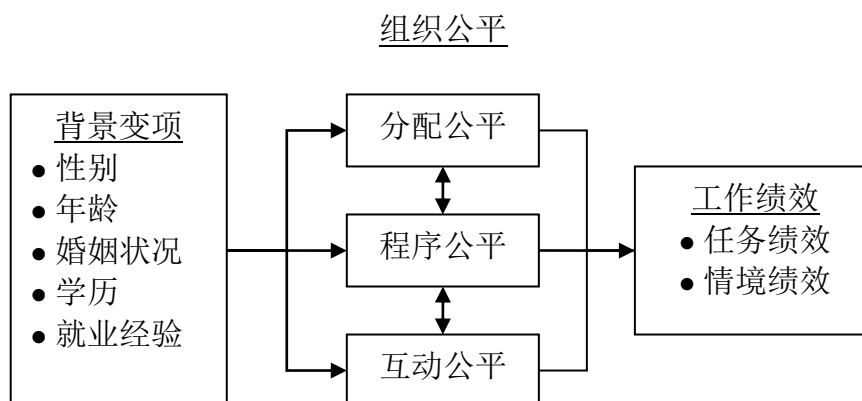 组织公平
背景变项
● 性别
● 年龄
● 婚姻状况
● 学历
● 就业经验
分配公平
程序公平
互动公平
工作绩效
● 任务绩效
● 情境绩效